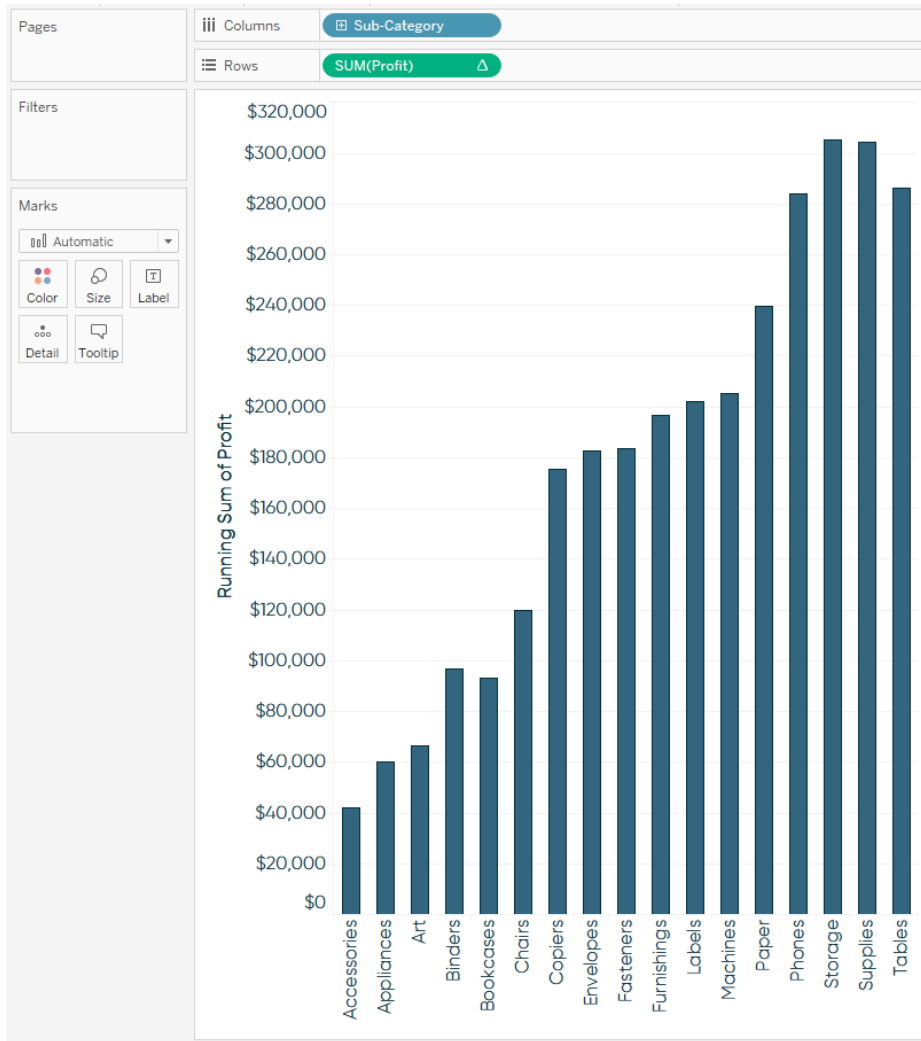 Pages
Columns
Sub-Category
Rows
SUM(Profit) Δ
Filters
Marks
Automatic
Color
Size
T
Label
Detail
Tooltip
Running Sum of Profit
$320,000
$300,000
$280,000
$260,000
$240,000
$220,000
$200,000
$180,000
$160,000
$140,000
$120,000
$100,000
$80,000
$60,000
$40,000
$20,000
$0
Accessories
Appliances
Art
Binders
Bookcases
Chairs
Copiers
Envelopes
Fasteners
Furnishings
Labels
Machines
Paper
Phones
Storage
Supplies
Tables